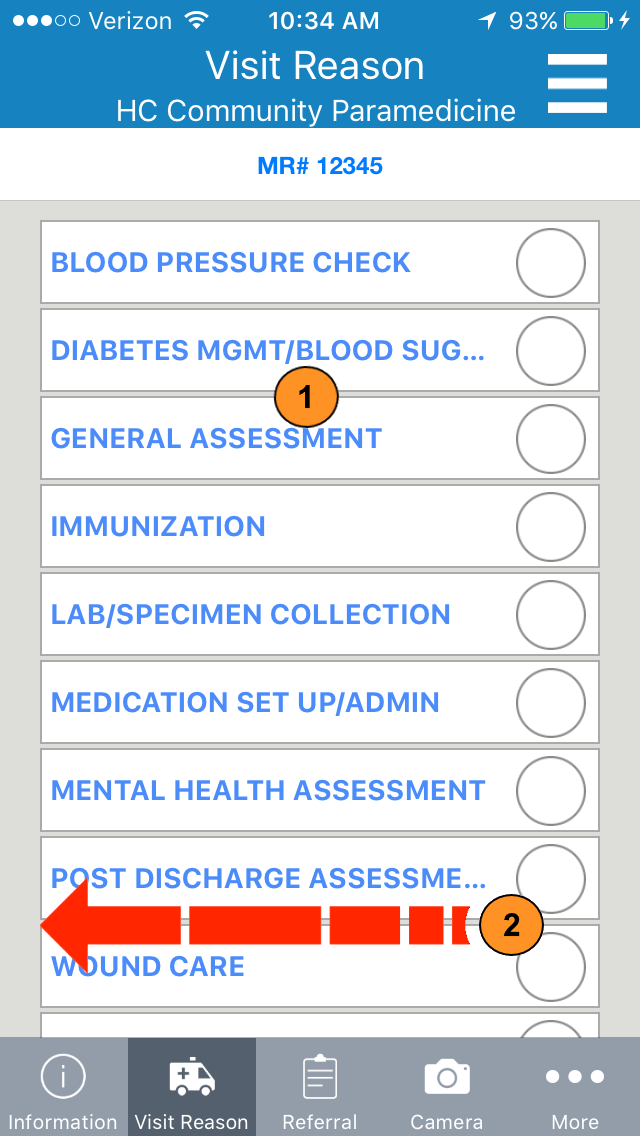 Verizon 10:34 AM 93%
Visit Reason
HC Community Paramedicine
MR# 12345
BLOOD PRESSURE CHECK
DIABETES MGMT/BLOOD SUG...
1
GENERAL ASSESSMENT
IMMUNIZATION
LAB/SPECIMEN COLLECTION
MEDICATION SET UP/ADMIN
MENTAL HEALTH ASSESSMENT
POST DISCHARGE ASSESSME...
2
WOUND CARE
Information Visit Reason Referral Camera More